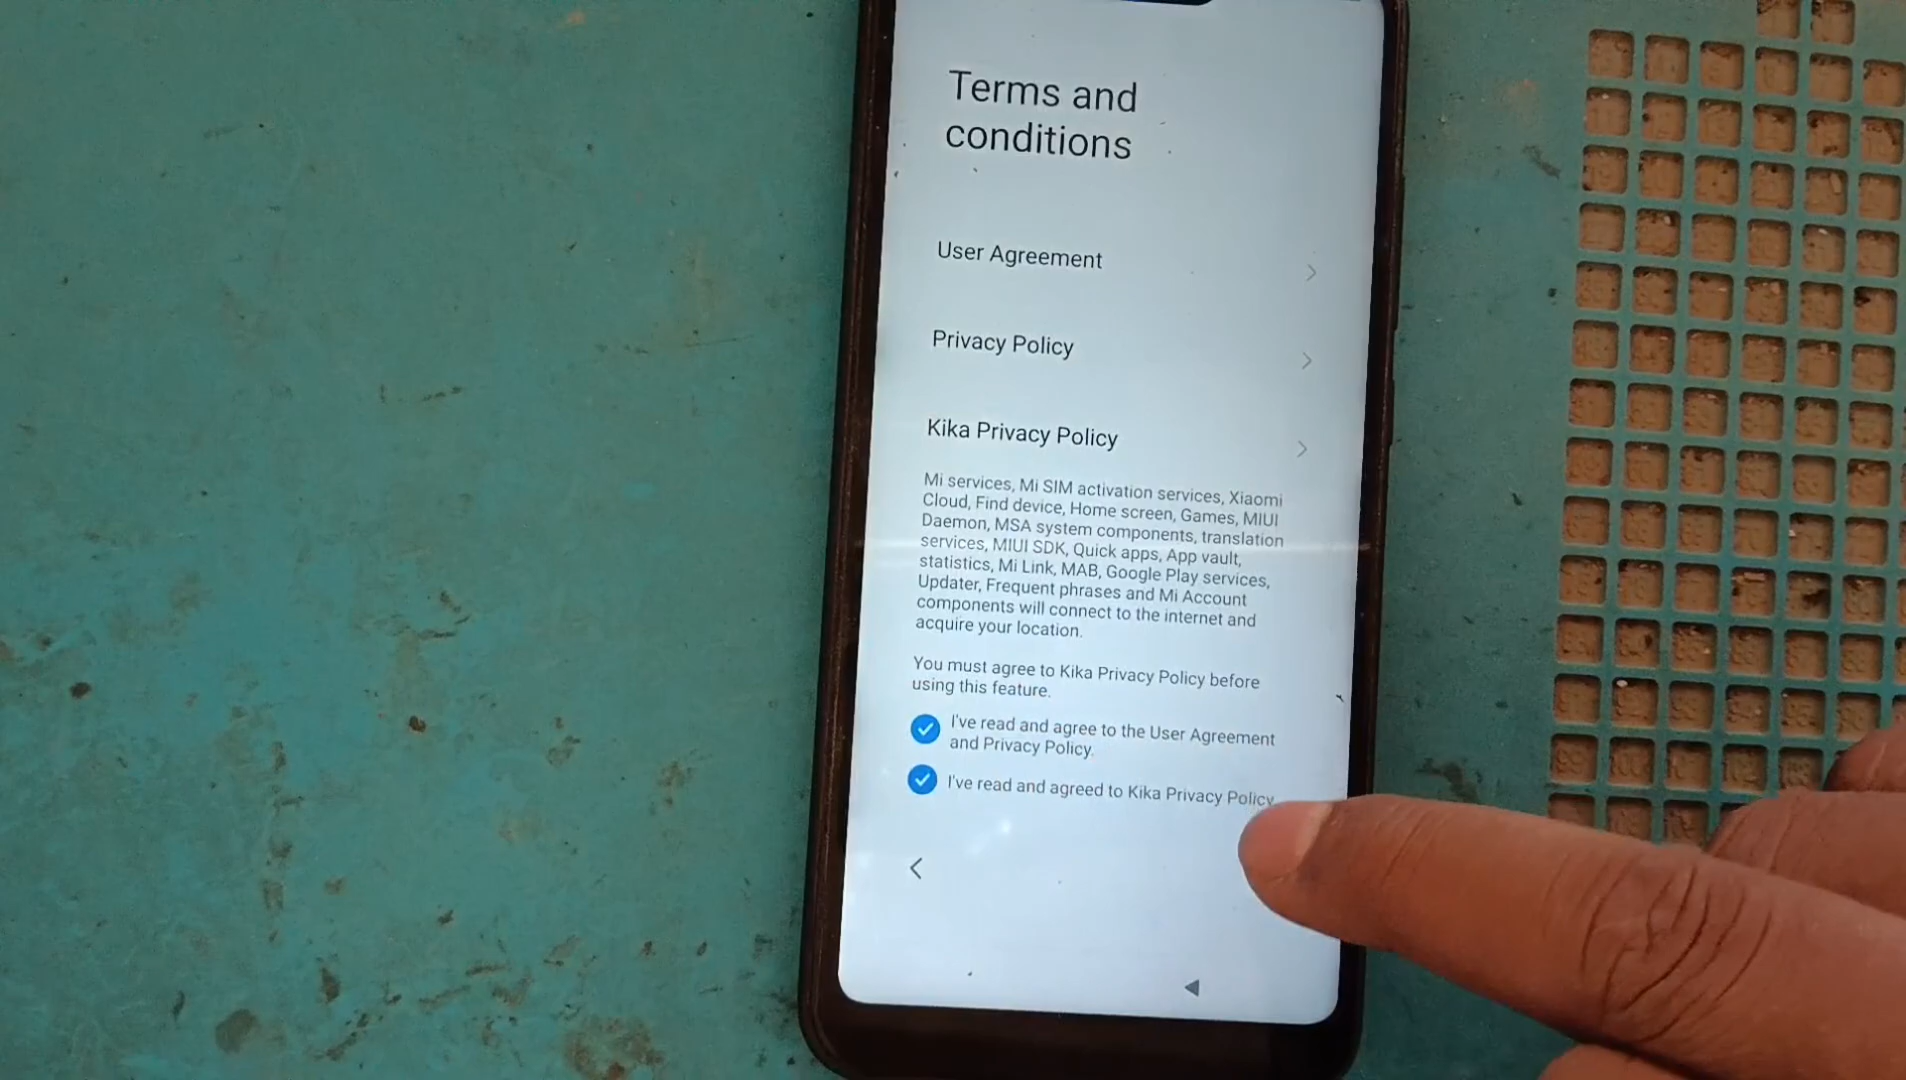 Terms and
conditions
User Agreement
Privacy Policy
Kika Privacy Policy
Mi services, Mi SIM activation services, Xiaomi
Cloud, Find device, Home screen, Games, MIUI
Daemon, MSA system components, translation
services, MIUI SDK, Quick apps, App vault,
statistics, Mi Link, MAB, Google Play services,
Updater, Frequent phrases and Mi Account
components will connect to the internet and
acquire your location.
You must agree to Kika Privacy Policy before
using this feature.
I've read and agree to the User Agreement
and Privacy Policy.
I've read and agreed to Kika Privacy Policy